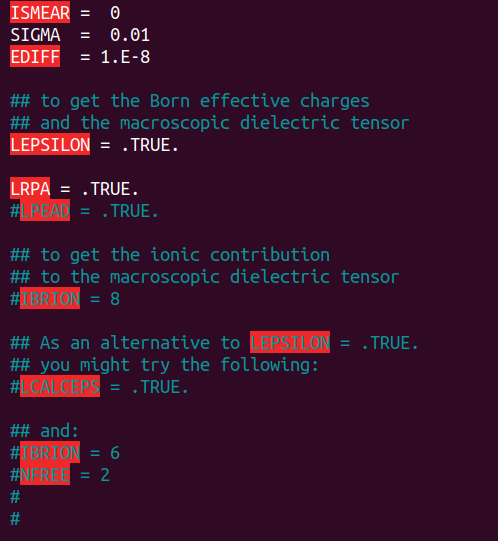 ISMEAR =  0
SIGMA  =  0.01
EDIFF  = 1.E-8
## to get the Born effective charges
## and the macroscopic dielectric tensor
LEPSILON = .TRUE.
LRPA = .TRUE.
#LPEAD = .TRUE.
## to get the ionic contribution
## to the macroscopic dielectric tensor
#IBRION = 8
## As an alternative to LEPSILON = .TRUE.
## you might try the following:
#LCALCEPS = .TRUE.
## and:
#IBRION = 6
#NFREE = 2
#
#